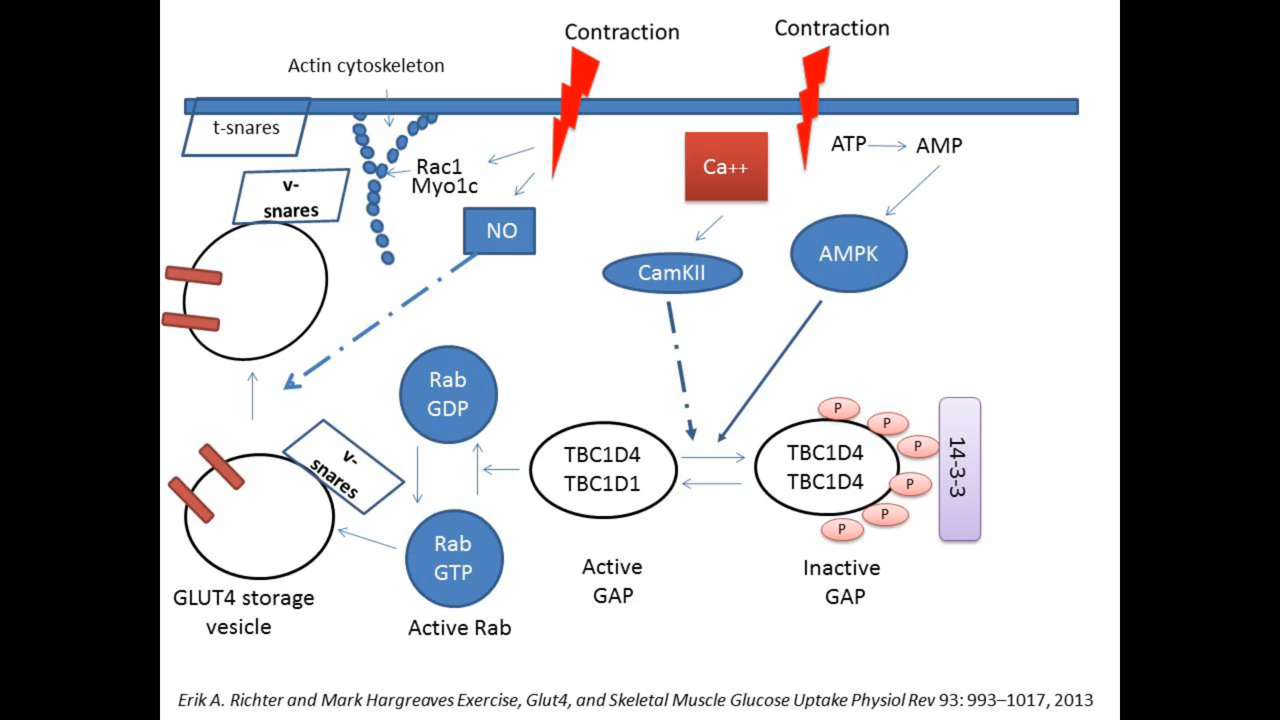 Contraction
Contraction
Actin cytoskeleton
t-snares
ATP
AMP
Rac1
Myo1c
Ca++
v-
snares
NO
CamKII
AMPK
Rab
GDP
v-
snares
TBC1D4
TBC1D1
TBC1D4
TBC1D4
P
P
P
P
P
P
14-3-3
Rab
GTP
Active
GAP
Inactive
GAP
GLUT4 storage
vesicle
Active Rab
Erik A. Richter and Mark Hargreaves Exercise, Glut4, and Skeletal Muscle Glucose Uptake Physiol Rev 93: 993–1017, 2013